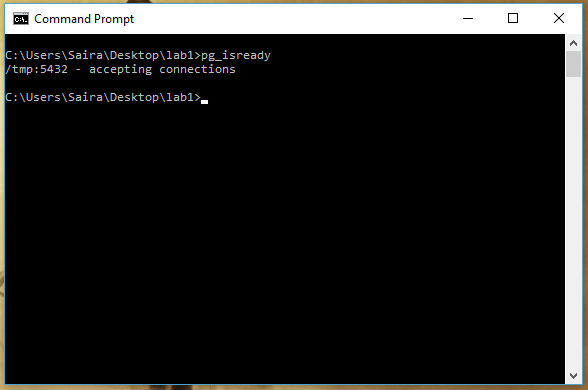 Command Prompt
C:\Users\Saira\Desktop\lab1>pg_isready
/tmp:5432 - accepting connections
C:\Users\Saira\Desktop\lab1>